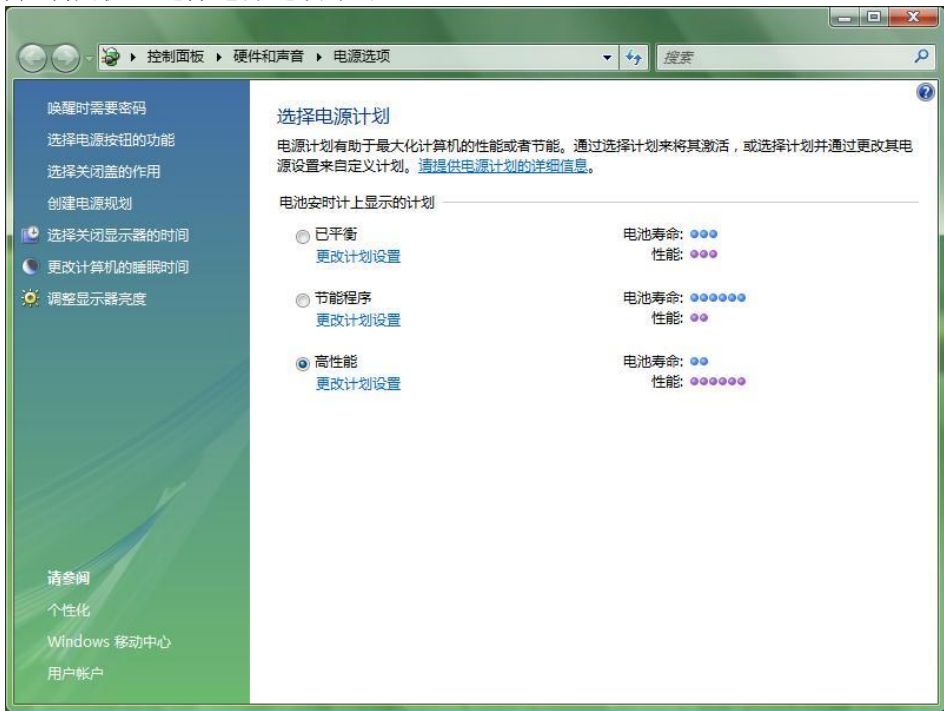 控制面板 ▸ 硬件和声音 ▸ 电源选项
搜索
唤醒时需要密码
选择电源按钮的功能
选择关闭盖的作用
创建电源规划
选择关闭显示器的时间
更改计算机的睡眠时间
调整显示器亮度
请参阅
个性化
Windows 移动中心
用户帐户
选择电源计划
电源计划有助于最大化计算机的性能或者节能。通过选择计划来将其激活，或选择计划并通过更改其电
源设置来自定义计划。请提供电源计划的详细信息。
电池安时计上显示的计划
已平衡 电池寿命:
更改计划设置 性能:
节能程序 电池寿命:
更改计划设置 性能:
高性能 电池寿命:
更改计划设置 性能: